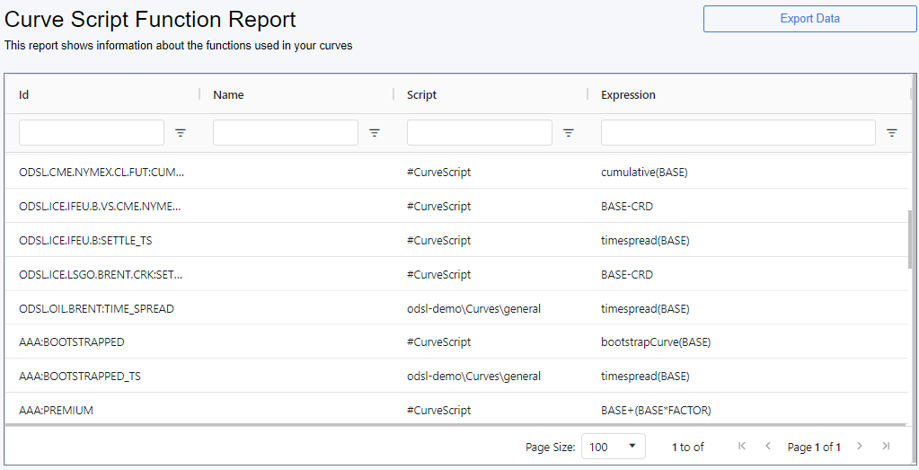 Curve Script Function Report
Export Data
This report shows information about the functions used in your curves
Id Name Script Expression
ODSL.CME.NYMEX.CL.FUT:CUM... #CurveScript cumulative(BASE)
ODSL.ICE.IFEU.B.VS.CME.NYME... #CurveScript BASE-CRD
ODSL.ICE.IFEU.B:SETTLE_TS #CurveScript timespread(BASE)
ODSL.ICE.LSGO.BRENT.CRK:SET... #CurveScript BASE-CRD
ODSL.OIL.BRENT:TIME_SPREAD odsl-demo\Curves\general timespread(BASE)
AAA:BOOTSTRAPPED #CurveScript bootstrapCurve(BASE)
AAA:BOOTSTRAPPED_TS odsl-demo\Curves\general timespread(BASE)
AAA:PREMIUM #CurveScript BASE+(BASE*FACTOR)
Page Size: 100 1 to of Page 1 of 1